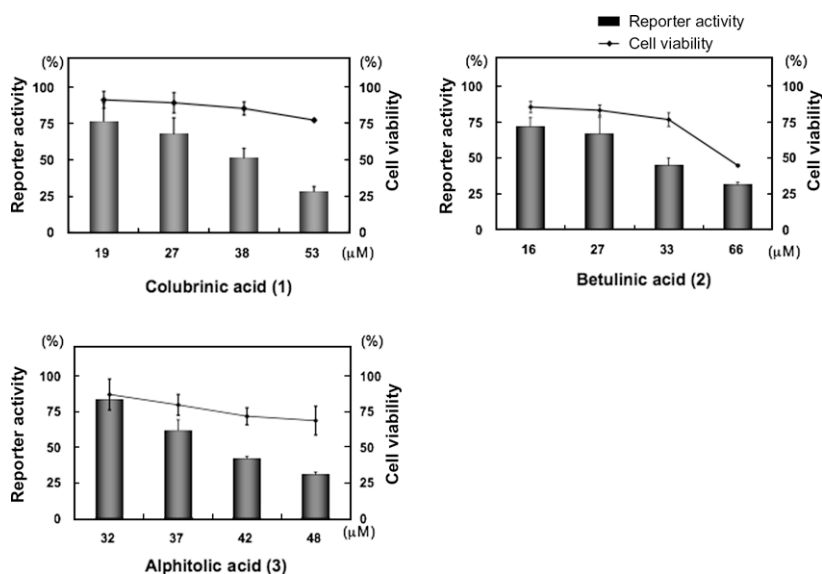 Reporter activity
Cell viability
(%) (%)
100 100
75 75
50 50
25 25
0 0
Reporter activity
Cell viability
19 27 38 53 (μM)
Colubrinic acid (1)
(%) (%)
100 100
75 75
50 50
25 25
0 0
Reporter activity
Cell viability
16 27 33 66 (μM)
Betulinic acid (2)
(%) (%)
100 100
75 75
50 50
25 25
0 0
Reporter activity
Cell viability
32 37 42 48 (μM)
Alphitolic acid (3)